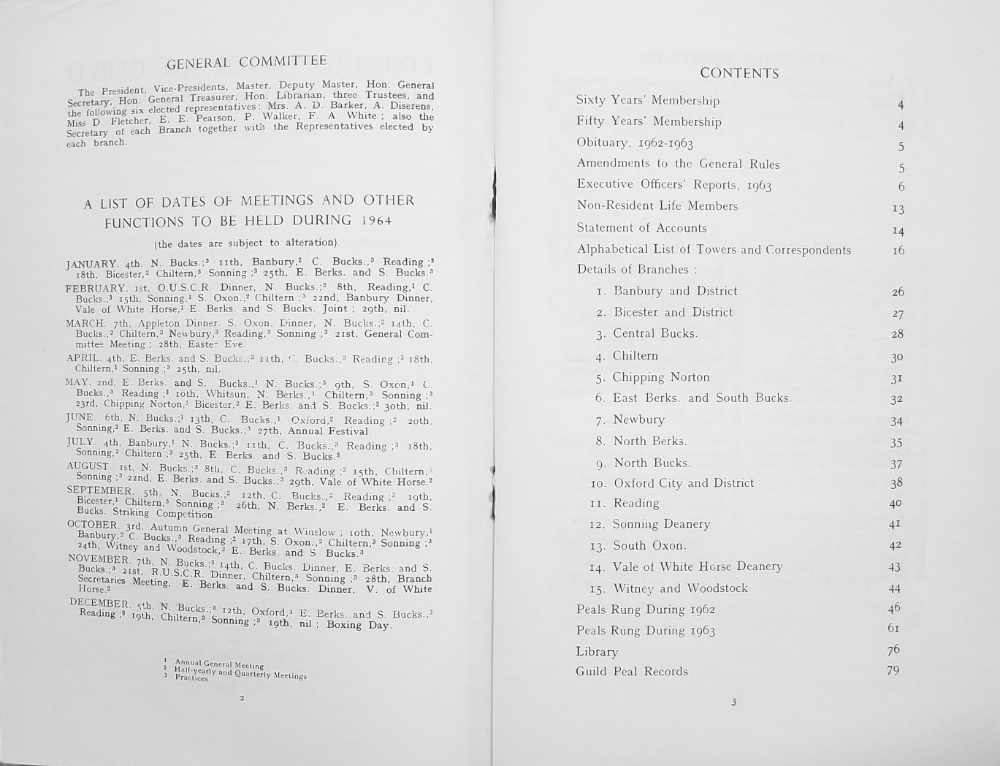 GENERAL COMMITTEE
The President, Vice-Presidents, Master, Deputy Master, Hon. General
Secretary, Hon. General Treasurer, Hon. Librarian, three Trustees, and
the following six elected representatives: Mrs. A. D. Barker, A. Diserens,
Miss D. Fletcher, E. E. Pearson, P. Walker, F. A. White ; also the
Secretary of each Branch together with the Representatives elected by
each branch.
A LIST OF DATES OF MEETINGS AND OTHER
FUNCTIONS TO BE HELD DURING 1964
(the dates are subject to alteration)
JANUARY. 4th, N. Bucks.;³ 11th, Banbury,² C. Bucks.,³ Reading ;³
18th, Bicester,² Chiltern,³ Sonning ;³ 25th, E. Berks. and S. Bucks.³
FEBRUARY. 1st, O.U.S.C.R. Dinner, N. Bucks.;³ 8th, Reading,¹ C.
Bucks.;³ 15th, Sonning,¹ S. Oxon.,² Chiltern ;³ 22nd, Banbury Dinner,
Vale of White Horse,¹ E. Berks. and S. Bucks. Joint ; 29th, nil.
MARCH. 7th, Appleton Dinner, S. Oxon. Dinner, N. Bucks.;² 14th, C.
Bucks.,² Chiltern,³ Newbury,³ Reading,³ Sonning ;³ 21st, General Com-
mittee Meeting ; 28th, Easter Eve.
APRIL. 4th, E. Berks. and S. Bucks.;² 11th, C. Bucks.,³ Reading ;³ 18th,
Chiltern,¹ Sonning ;³ 25th, nil.
MAY. 2nd, E. Berks. and S. Bucks.,¹ N. Bucks.;³ 9th, S. Oxon,¹ C.
Bucks.,³ Reading ;³ 16th, Whitsun, N. Berks.,¹ Chiltern,³ Sonning ;³
23rd, Chipping Norton,¹ Bicester,² E. Berks. and S. Bucks.;³ 30th, nil.
JUNE. 6th, N. Bucks.;¹ 13th, C. Bucks.,¹ Oxford,² Reading ;² 20th,
Sonning,² E. Berks. and S. Bucks.;³ 27th, Annual Festival.
JULY. 4th, Banbury,¹ N. Bucks.;³ 11th, C. Bucks.,³ Reading ;³ 18th,
Sonning,³ Chiltern ;³ 25th, E. Berks. and S. Bucks.³
AUGUST. 1st, N. Bucks.;³ 8th, C. Bucks.,³ Reading ;³ 15th, Chiltern,³
Sonning ;³ 22nd, E. Berks. and S. Bucks.;³ 29th, Vale of White Horse.²
SEPTEMBER. 5th, N. Bucks.;² 12th, C. Bucks.,² Reading ;² 19th,
Bicester,¹ Chiltern,³ Sonning ;³ 26th, N. Berks.,² E. Berks. and S.
Bucks. Striking Competition.
OCTOBER. 3rd, Autumn General Meeting at Winslow ; 10th, Newbury,¹
Banbury,² C. Bucks.,³ Reading ;² 17th, S. Oxon.,² Chiltern,³ Sonning ;³
24th, Witney and Woodstock,² E. Berks. and S. Bucks.³
NOVEMBER. 7th, N. Bucks.;³ 14th, C. Bucks. Dinner, E. Berks. and S.
Bucks.;³ 21st, R.U.S.C.R. Dinner, Chiltern,³ Sonning ;³ 28th, Branch
Secretaries Meeting, E. Berks. and S. Bucks. Dinner, V. of White
Horse.²
DECEMBER. 5th, N. Bucks.;³ 12th, Oxford,¹ E. Berks. and S. Bucks.,³
Reading ;³ 19th, Chiltern,³ Sonning ;³ 19th, nil ; Boxing Day.
1 Annual General Meeting
2 Half-yearly and Quarterly Meetings
3 Practices
2
CONTENTS
Sixty Years' Membership 4
Fifty Years' Membership 4
Obituary, 1962-1963 5
Amendments to the General Rules 5
Executive Officers' Reports, 1963 6
Non-Resident Life Members 13
Statement of Accounts 14
Alphabetical List of Towers and Correspondents 16
Details of Branches :
1. Banbury and District 26
2. Bicester and District 27
3. Central Bucks. 28
4. Chiltern 30
5. Chipping Norton 31
6. East Berks. and South Bucks. 32
7. Newbury 34
8. North Berks. 35
9. North Bucks. 37
10. Oxford City and District 38
11. Reading 40
12. Sonning Deanery 41
13. South Oxon. 42
14. Vale of White Horse Deanery 43
15. Witney and Woodstock 44
Peals Rung During 1962 46
Peals Rung During 1963 61
Library 76
Guild Peal Records 79
3